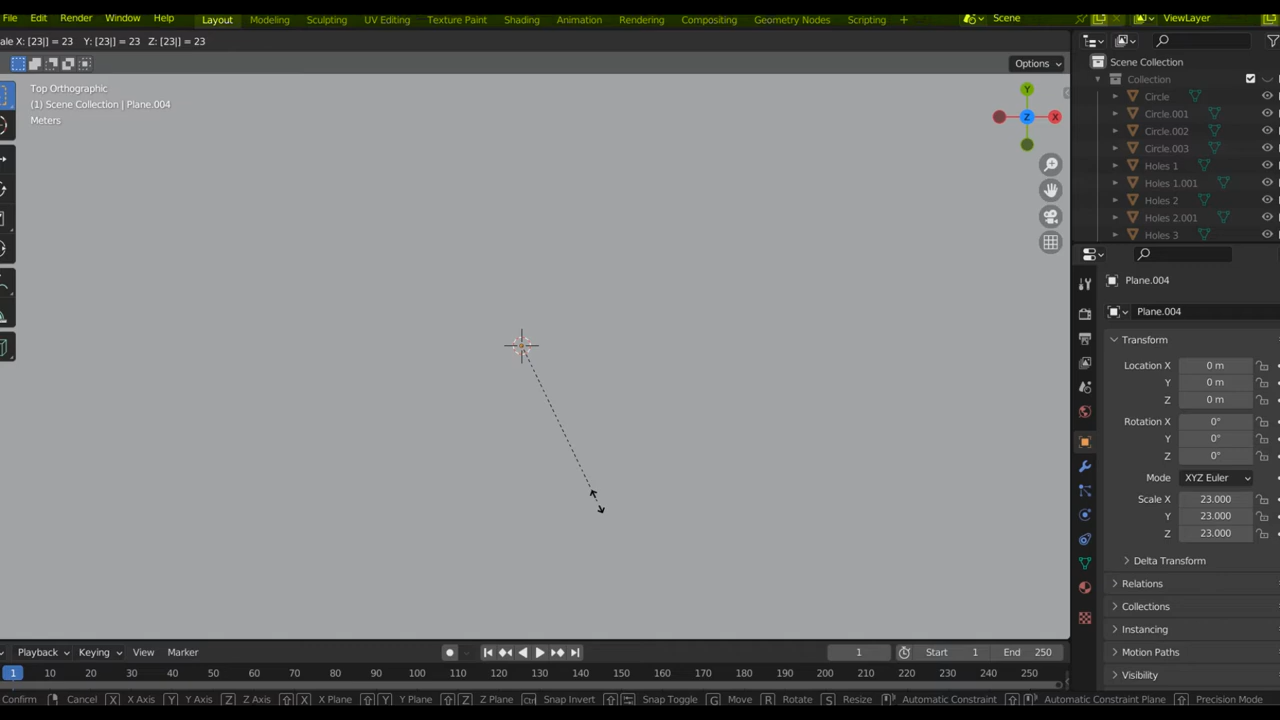 File Edit Render Window Help Layout Modeling Sculpting UV Editing Texture Paint Shading Animation Rendering Compositing Geometry Nodes Scripting + Scene ViewLayer
ale X: [23|] = 23 Y: [23|] = 23 Z: [23|] = 23
Options
Top Orthographic
(1) Scene Collection | Plane.004
Meters
Y
Z
X
Scene Collection
Collection
Circle
Circle.001
Circle.002
Circle.003
Holes 1
Holes 1.001
Holes 2
Holes 2.001
Holes 3
Plane.004
Plane.004
Transform
Location X 0 m
Y 0 m
Z 0 m
Rotation X 0°
Y 0°
Z 0°
Mode XYZ Euler
Scale X 23.000
Y 23.000
Z 23.000
Delta Transform
Relations
Collections
Instancing
Motion Paths
Visibility
Playback Keying View Marker 1 Start 1 End 250
1 10 20 30 40 50 60 70 80 90 100 110 120 130 140 150 160 170 180 190 200 210 220 230 240 250
Confirm Cancel X X Axis Y Y Axis Z Z Axis X X Plane Y Y Plane Z Z Plane Ctrl Snap Invert Snap Toggle G Move R Rotate S Resize Automatic Constraint Automatic Constraint Plane Precision Mode